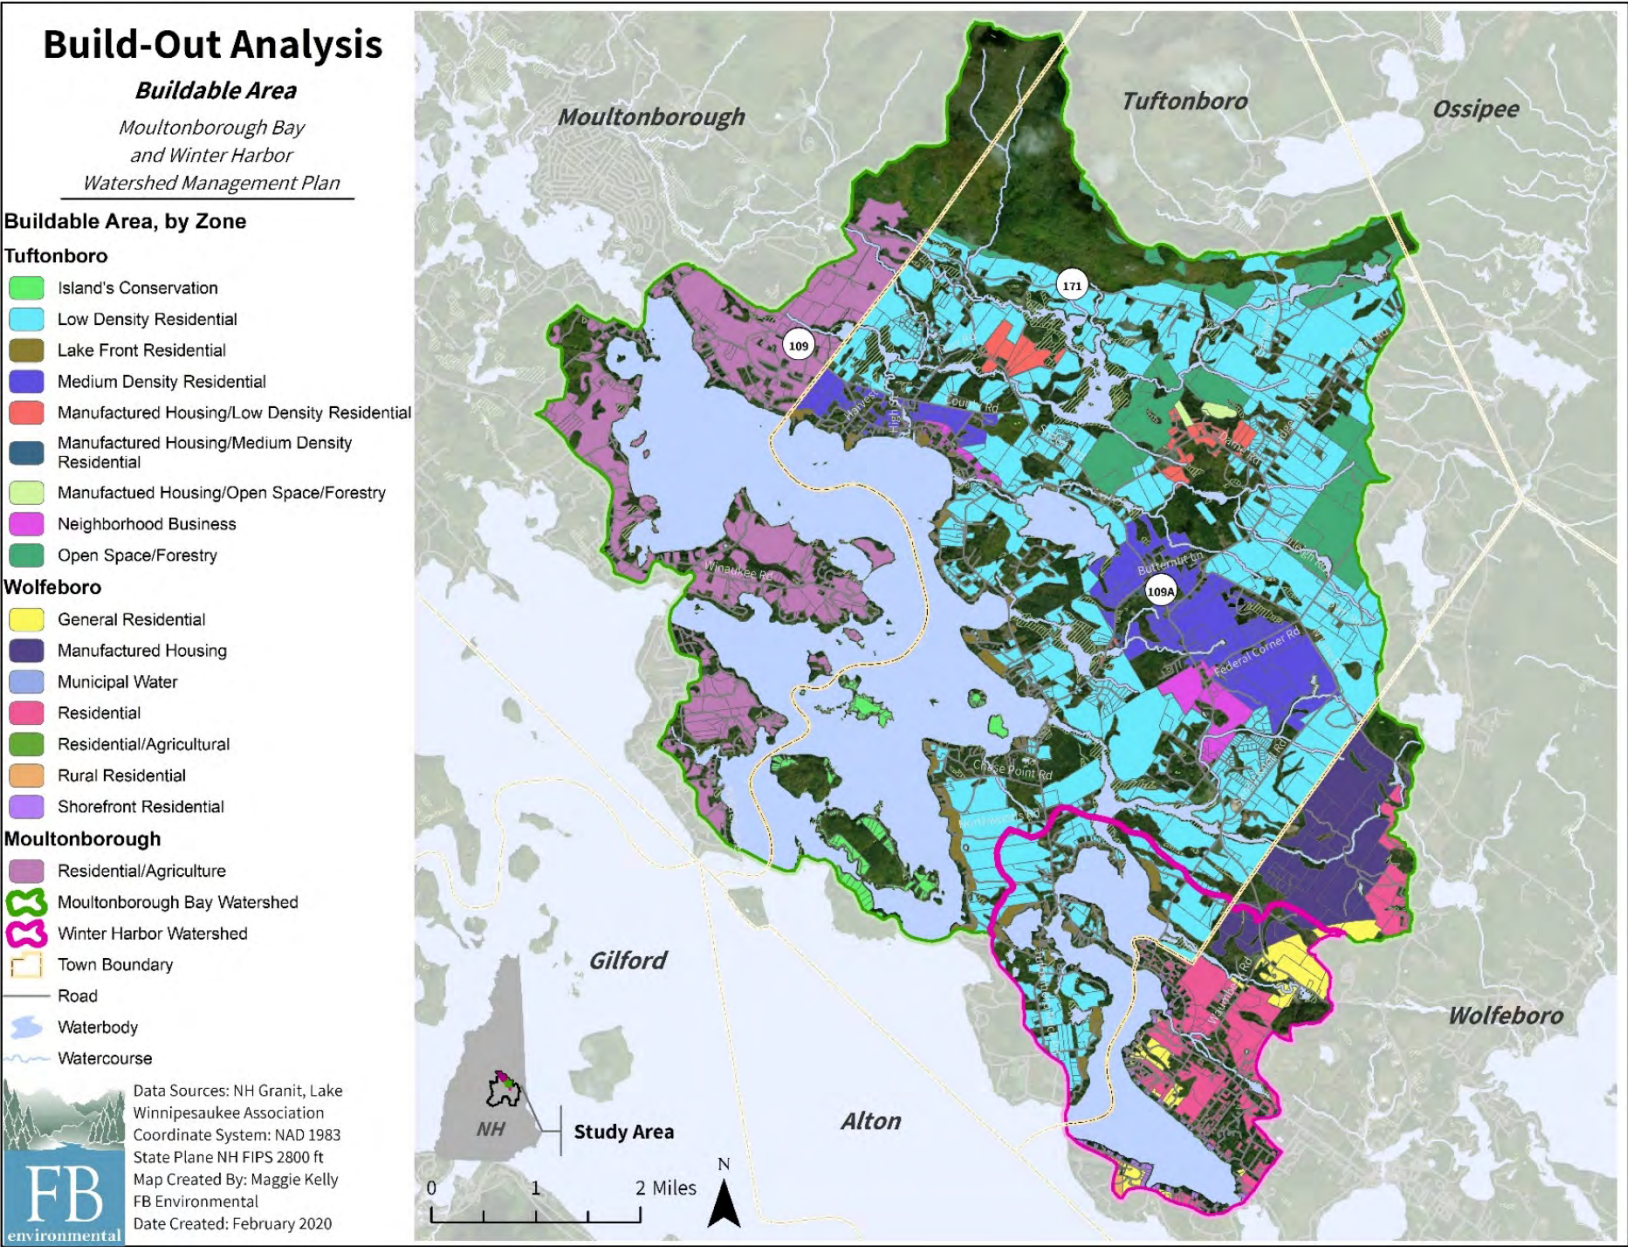 Build-Out Analysis
Buildable Area
Moultonborough Bay
and Winter Harbor
Watershed Management Plan
Buildable Area, by Zone
Tuftonboro
Island's Conservation
Low Density Residential
Lake Front Residential
Medium Density Residential
Manufactured Housing/Low Density Residential
Manufactured Housing/Medium Density
Residential
Manufactued Housing/Open Space/Forestry
Neighborhood Business
Open Space/Forestry
Wolfeboro
General Residential
Manufactured Housing
Municipal Water
Residential
Residential/Agricultural
Rural Residential
Shorefront Residential
Moultonborough
Residential/Agriculture
Moultonborough Bay Watershed
Winter Harbor Watershed
Town Boundary
Road
Waterbody
Watercourse
Data Sources: NH Granit, Lake
Winnipesaukee Association
Coordinate System: NAD 1983
State Plane NH FIPS 2800 ft
Map Created By: Maggie Kelly
FB Environmental
Date Created: February 2020
FB
environmental
Moultonborough
Tuftonboro
Ossipee
171
109
County Rd
Winaukee Rd
Butternut Ln
109A
Federal Corner Rd
Chase Point Rd
Gilford
Wolfeboro
Alton
NH
Study Area
N
0 1 2 Miles